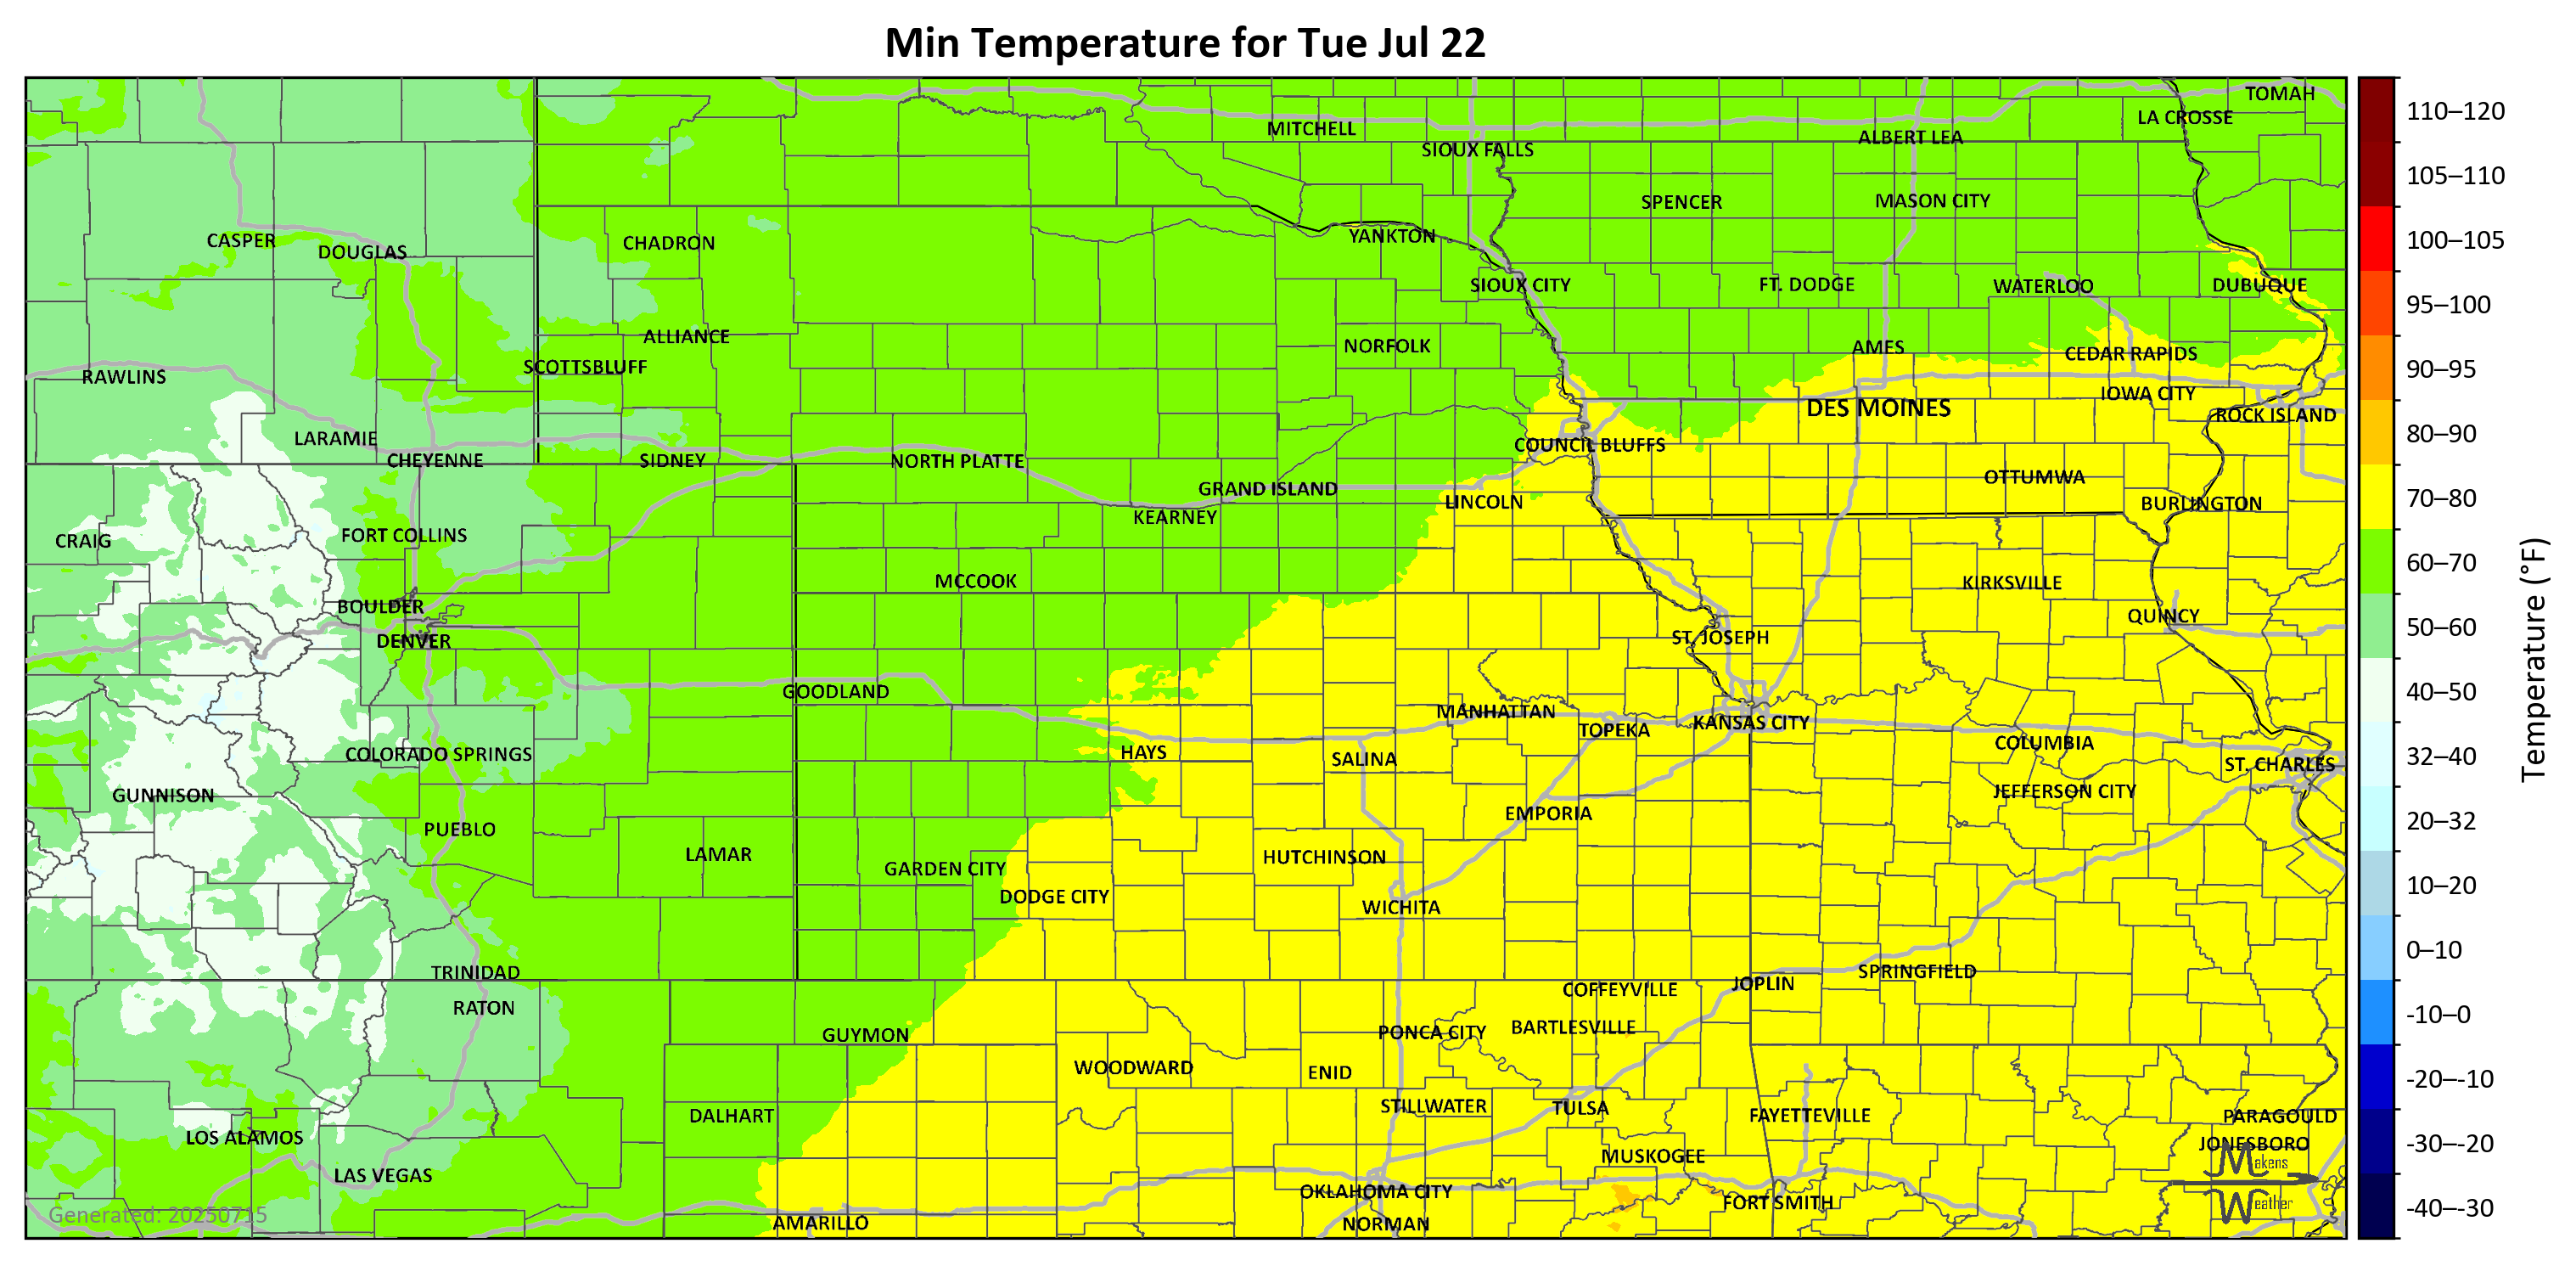 Min Temperature for Tue Jul 22
TOMAH
LA CROSSE
MITCHELL
ALBERT LEA
SIOUX FALLS
SPENCER
MASON CITY
CASPER
DOUGLAS
CHADRON
YANKTON
SIOUX CITY
FT. DODGE
WATERLOO
DUBUQUE
ALLIANCE
NORFOLK
AMES
CEDAR RAPIDS
SCOTTSBLUFF
RAWLINS
IOWA CITY
DES MOINES
ROCK ISLAND
LARAMIE
COUNCIL BLUFFS
CHEYENNE
SIDNEY
NORTH PLATTE
OTTUMWA
GRAND ISLAND
LINCOLN
BURLINGTON
KEARNEY
FORT COLLINS
CRAIG
MCCOOK
KIRKSVILLE
BOULDER
QUINCY
DENVER
ST. JOSEPH
GOODLAND
MANHATTAN
KANSAS CITY
TOPEKA
COLUMBIA
COLORADO SPRINGS
HAYS
SALINA
ST. CHARLES
GUNNISON
JEFFERSON CITY
EMPORIA
PUEBLO
LAMAR
HUTCHINSON
GARDEN CITY
DODGE CITY
WICHITA
TRINIDAD
SPRINGFIELD
JOPLIN
COFFEYVILLE
RATON
BARTLESVILLE
PONCA CITY
GUYMON
WOODWARD
ENID
STILLWATER
TULSA
DALHART
FAYETTEVILLE
PARAGOULD
LOS ALAMOS
JONESBORO
MUSKOGEE
LAS VEGAS
OKLAHOMA CITY
FORT SMITH
AMARILLO
NORMAN
Generated: 20250715
Makens
Weather
110–120
105–110
100–105
95–100
90–95
80–90
70–80
60–70
50–60
40–50
32–40
20–32
10–20
0–10
-10–0
-20–-10
-30–-20
-40–-30
Temperature (°F)